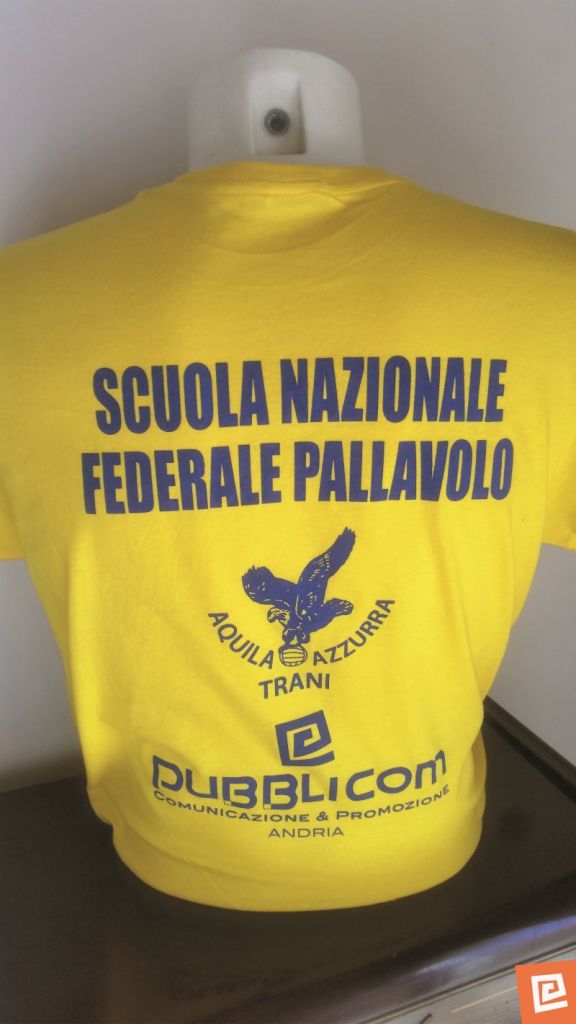 SCUOLA NAZIONALE
FEDERALE PALLAVOLO
AQUILA AZZURRA
TRANI
PUBBLICOM
COMUNICAZIONE & PROMOZIONE
ANDRIA